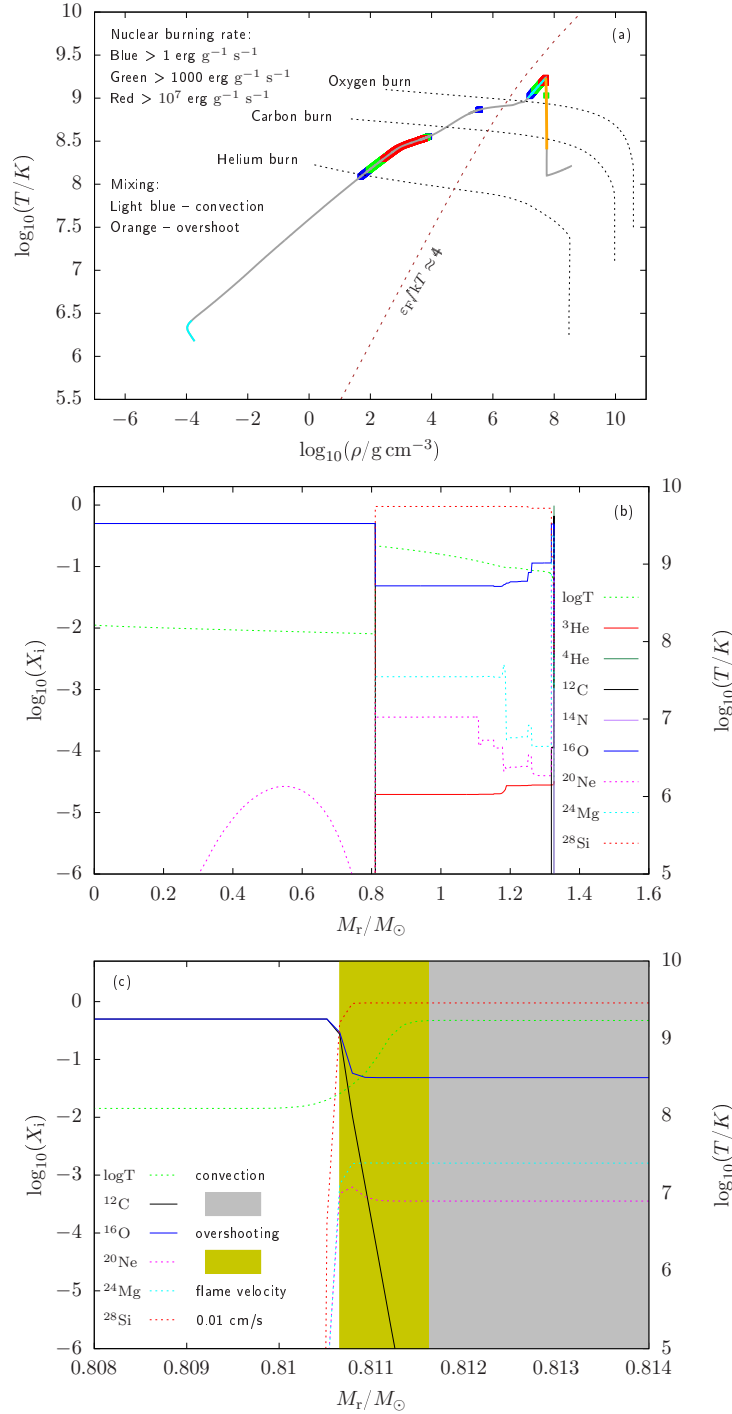 Nuclear burning rate:
Blue > 1 erg g⁻¹ s⁻¹
Green > 1000 erg g⁻¹ s⁻¹
Red > 10⁷ erg g⁻¹ s⁻¹
(a)
Oxygen burn
Carbon burn
Helium burn
Mixing:
Light blue – convection
Orange – overshoot
ε_F/kT ≈ 4
log₁₀(T/K)
10
9.5
9
8.5
8
7.5
7
6.5
6
5.5
−6 −4 −2 0 2 4 6 8 10
log₁₀(ρ/g cm⁻³)
(b)
log₁₀(X_i)
0
−1
−2
−3
−4
−5
−6
log₁₀(T/K)
10
9
8
7
6
5
logT
³He
⁴He
¹²C
¹⁴N
¹⁶O
²⁰Ne
²⁴Mg
²⁸Si
0 0.2 0.4 0.6 0.8 1 1.2 1.4 1.6
M_r/M_⊙
(c)
log₁₀(X_i)
0
−1
−2
−3
−4
−5
−6
log₁₀(T/K)
10
9
8
7
6
5
logT convection
¹²C
¹⁶O overshooting
²⁰Ne
²⁴Mg flame velocity
²⁸Si 0.01 cm/s
0.808 0.809 0.81 0.811 0.812 0.813 0.814
M_r/M_⊙